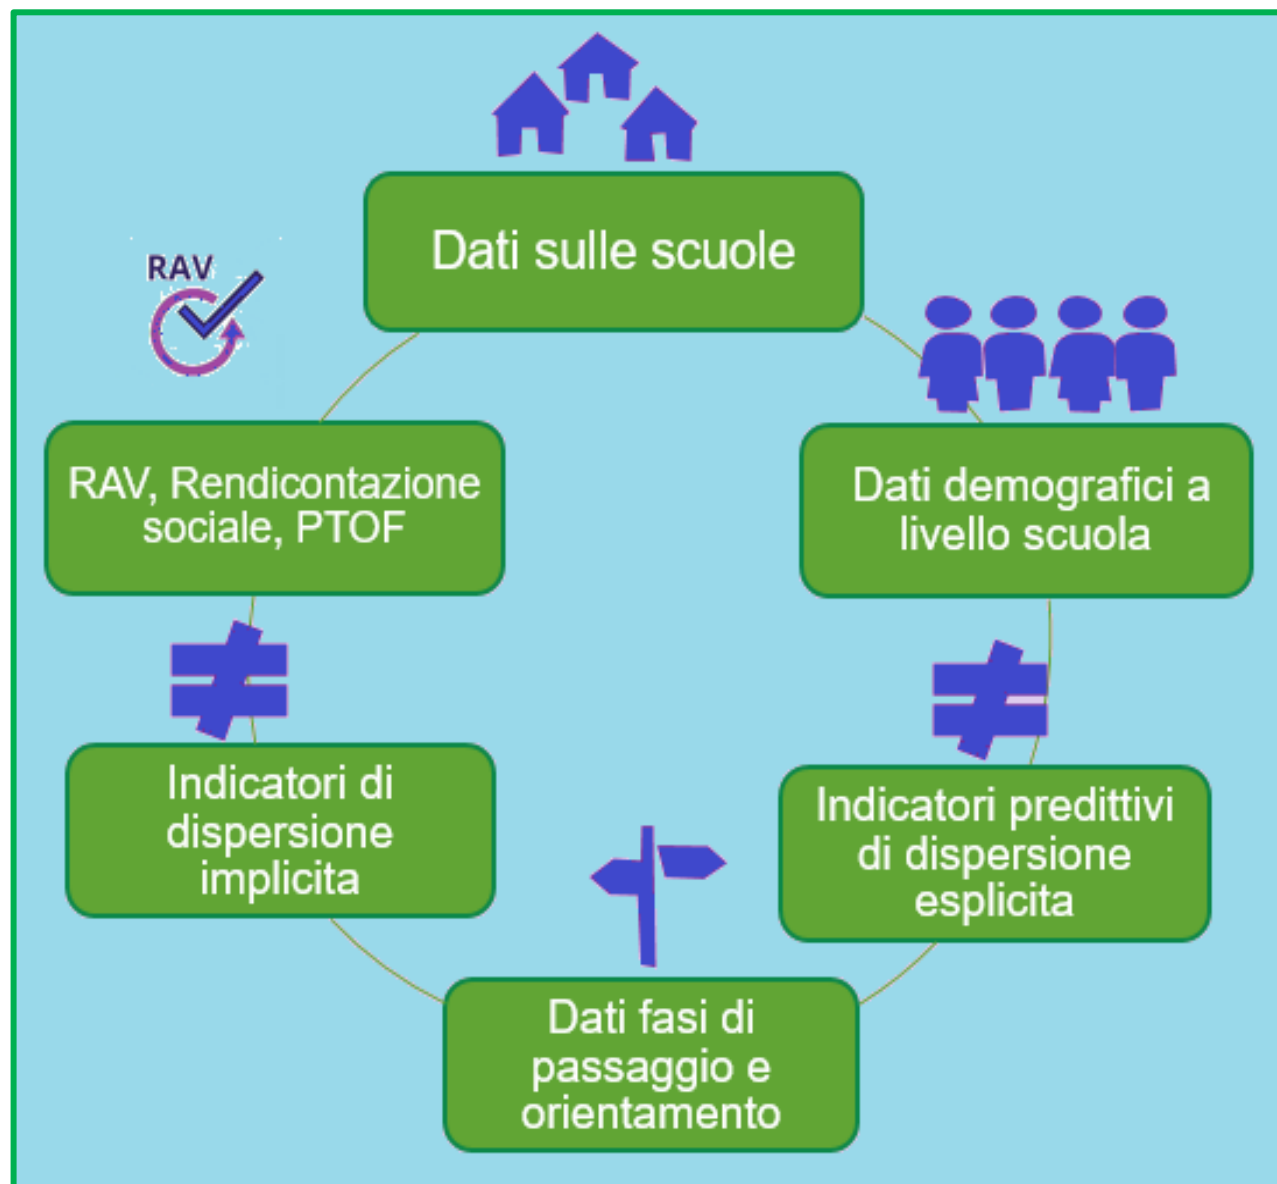 Dati sulle scuole
RAV
RAV, Rendicontazione
sociale, PTOF
Dati demografici a
livello scuola
Indicatori di
dispersione
implicita
Indicatori predittivi
di dispersione
esplicita
Dati fasi di
passaggio e
orientamento